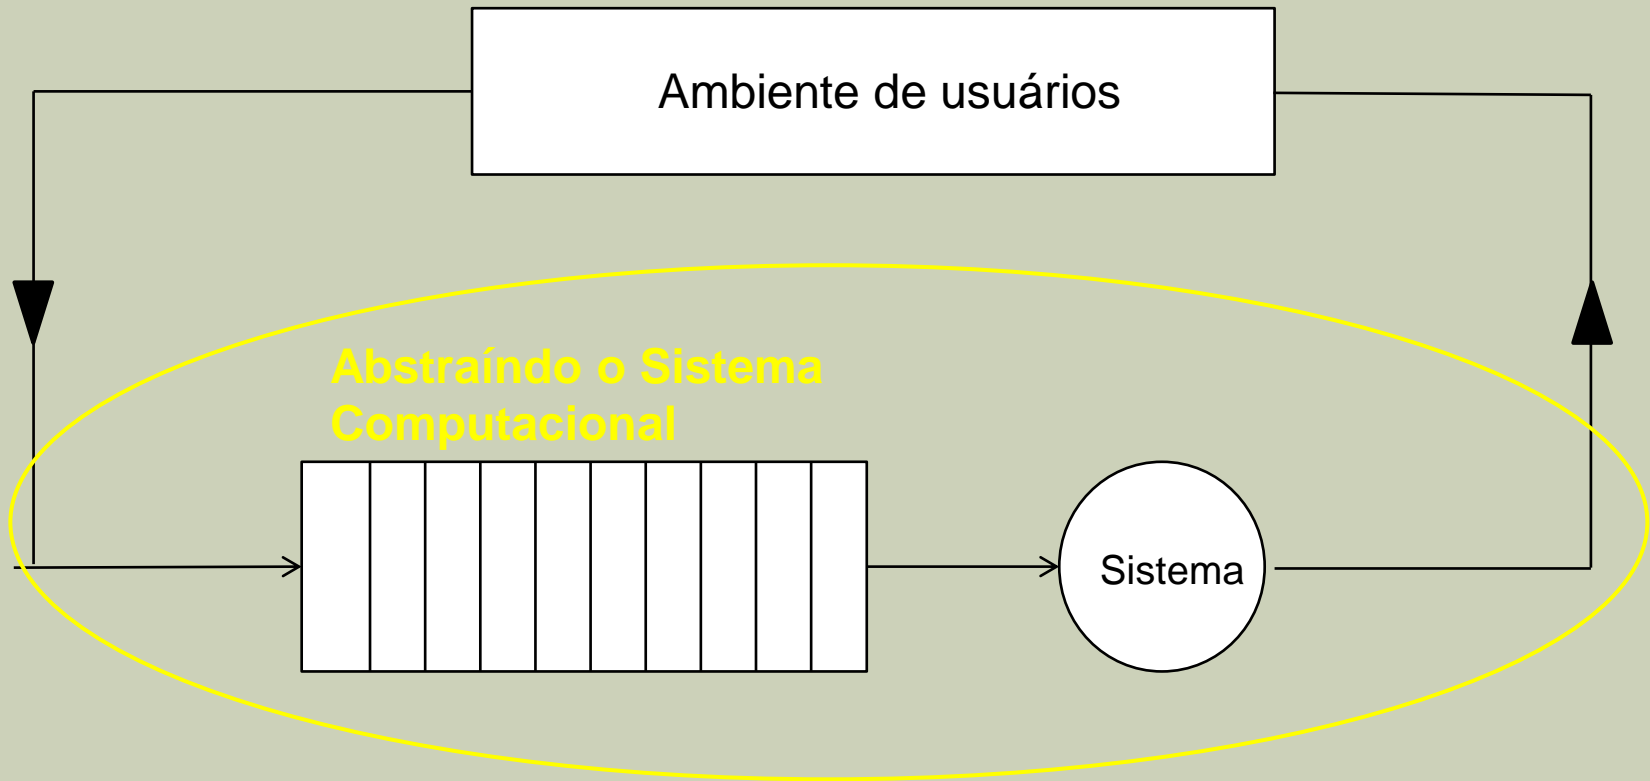 Ambiente de usuários
Abstraíndo o Sistema
Computacional
Sistema